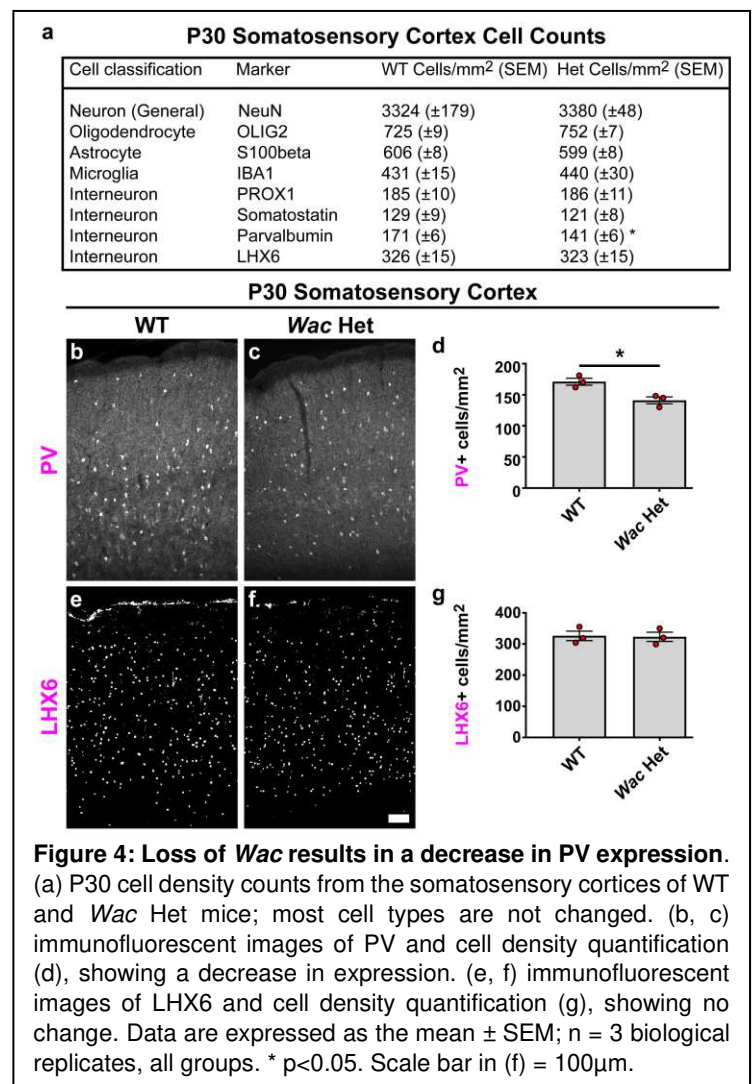 a
P30 Somatosensory Cortex Cell Counts
Cell classification Marker WT Cells/mm2 (SEM) Het Cells/mm2 (SEM)
Neuron (General) NeuN 3324 (±179) 3380 (±48)
Oligodendrocyte OLIG2 725 (±9) 752 (±7)
Astrocyte S100beta 606 (±8) 599 (±8)
Microglia IBA1 431 (±15) 440 (±30)
Interneuron PROX1 185 (±10) 186 (±11)
Interneuron Somatostatin 129 (±9) 121 (±8)
Interneuron Parvalbumin 171 (±6) 141 (±6) *
Interneuron LHX6 326 (±15) 323 (±15)
P30 Somatosensory Cortex
WT Wac Het
b
c
PV
d
PV+ cells/mm2
200
150
100
50
0
*
WT
Wac Het
e
f
LHX6
g
LHX6+ cells/mm2
400
300
200
100
0
WT
Wac Het
Figure 4: Loss of Wac results in a decrease in PV expression.
(a) P30 cell density counts from the somatosensory cortices of WT
and Wac Het mice; most cell types are not changed. (b, c)
immunofluorescent images of PV and cell density quantification
(d), showing a decrease in expression. (e, f) immunofluorescent
images of LHX6 and cell density quantification (g), showing no
change. Data are expressed as the mean ± SEM; n = 3 biological
replicates, all groups. * p<0.05. Scale bar in (f) = 100µm.